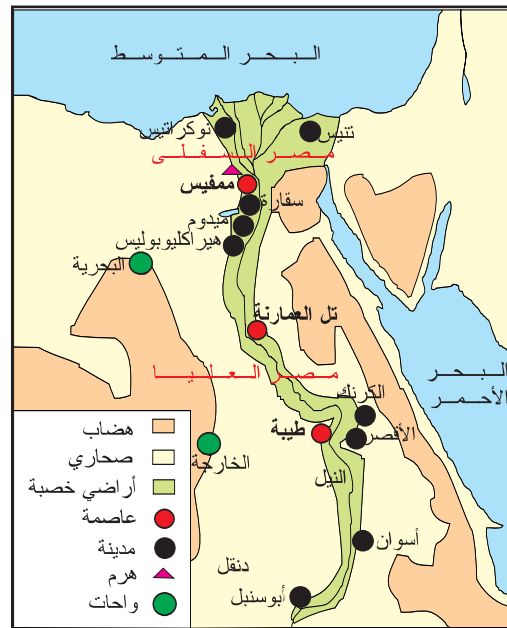 البحر المتوسط
نوكراتيس
تنيس
مصر السفلى
ممفيس
سقارة
ميدوم
هيراكليوبوليس
البحرية
تل العمارنة
البحر
الأحمر
مصر العليا
الكرنك
طيبة
الأقصر
الخارجة
النيل
أسوان
دنقل
أبوسنبل
هضاب
صحاري
أراضي خصبة
عاصمة
مدينة
هرم
واحات